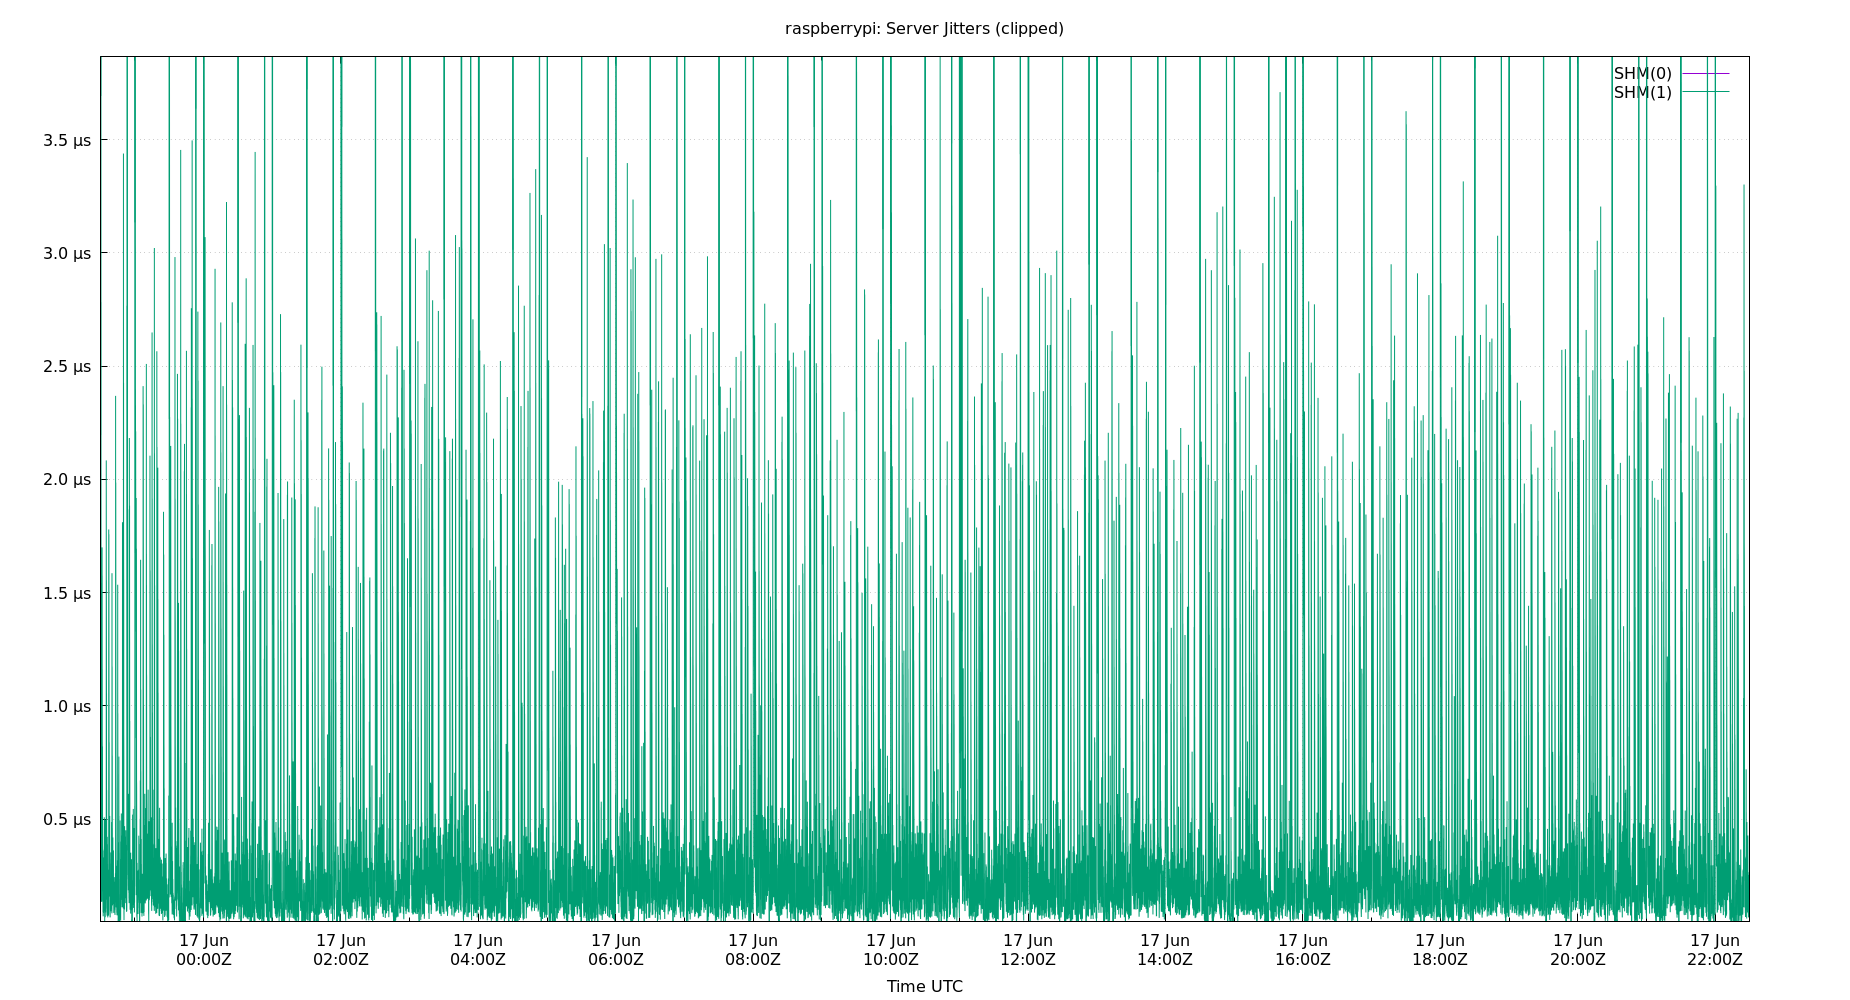 raspberrypi: Server Jitters (clipped)
SHM(0)
SHM(1)
3.5 µs
3.0 µs
2.5 µs
2.0 µs
1.5 µs
1.0 µs
0.5 µs
17 Jun 17 Jun 17 Jun 17 Jun 17 Jun 17 Jun 17 Jun 17 Jun 17 Jun 17 Jun 17 Jun 17 Jun
00:00Z 02:00Z 04:00Z 06:00Z 08:00Z 10:00Z 12:00Z 14:00Z 16:00Z 18:00Z 20:00Z 22:00Z
Time UTC